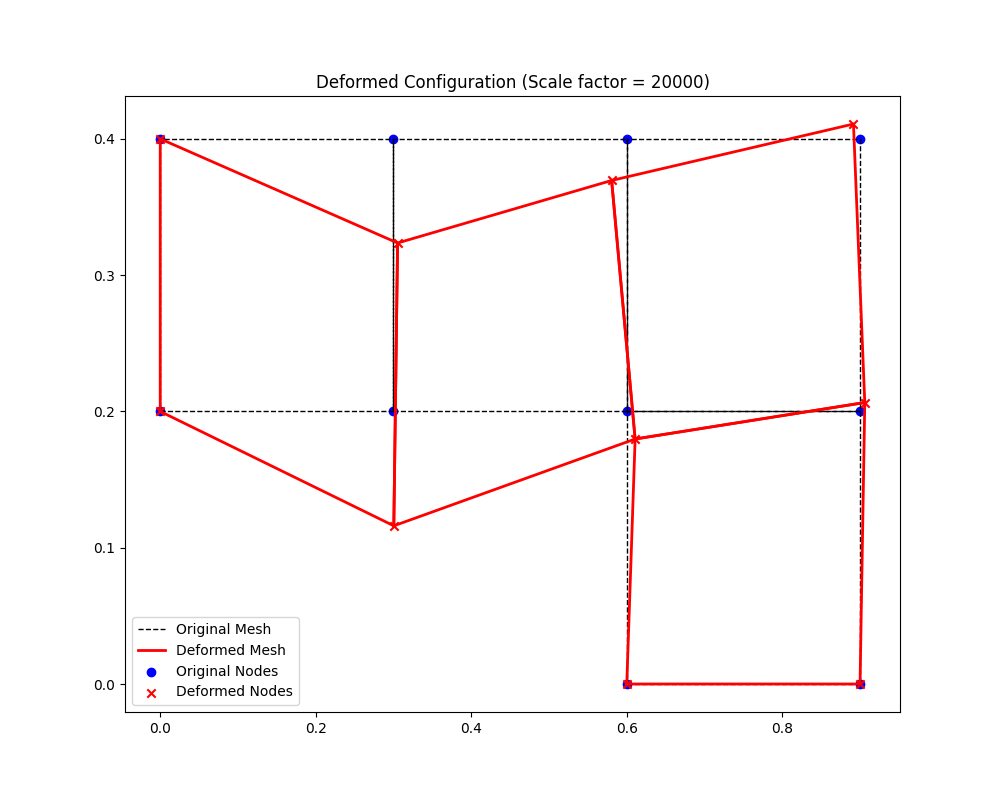 Deformed Configuration (Scale factor = 20000)
0.4
0.3
0.2
0.1
0.0
Original Mesh
Deformed Mesh
Original Nodes
Deformed Nodes
0.0 0.2 0.4 0.6 0.8